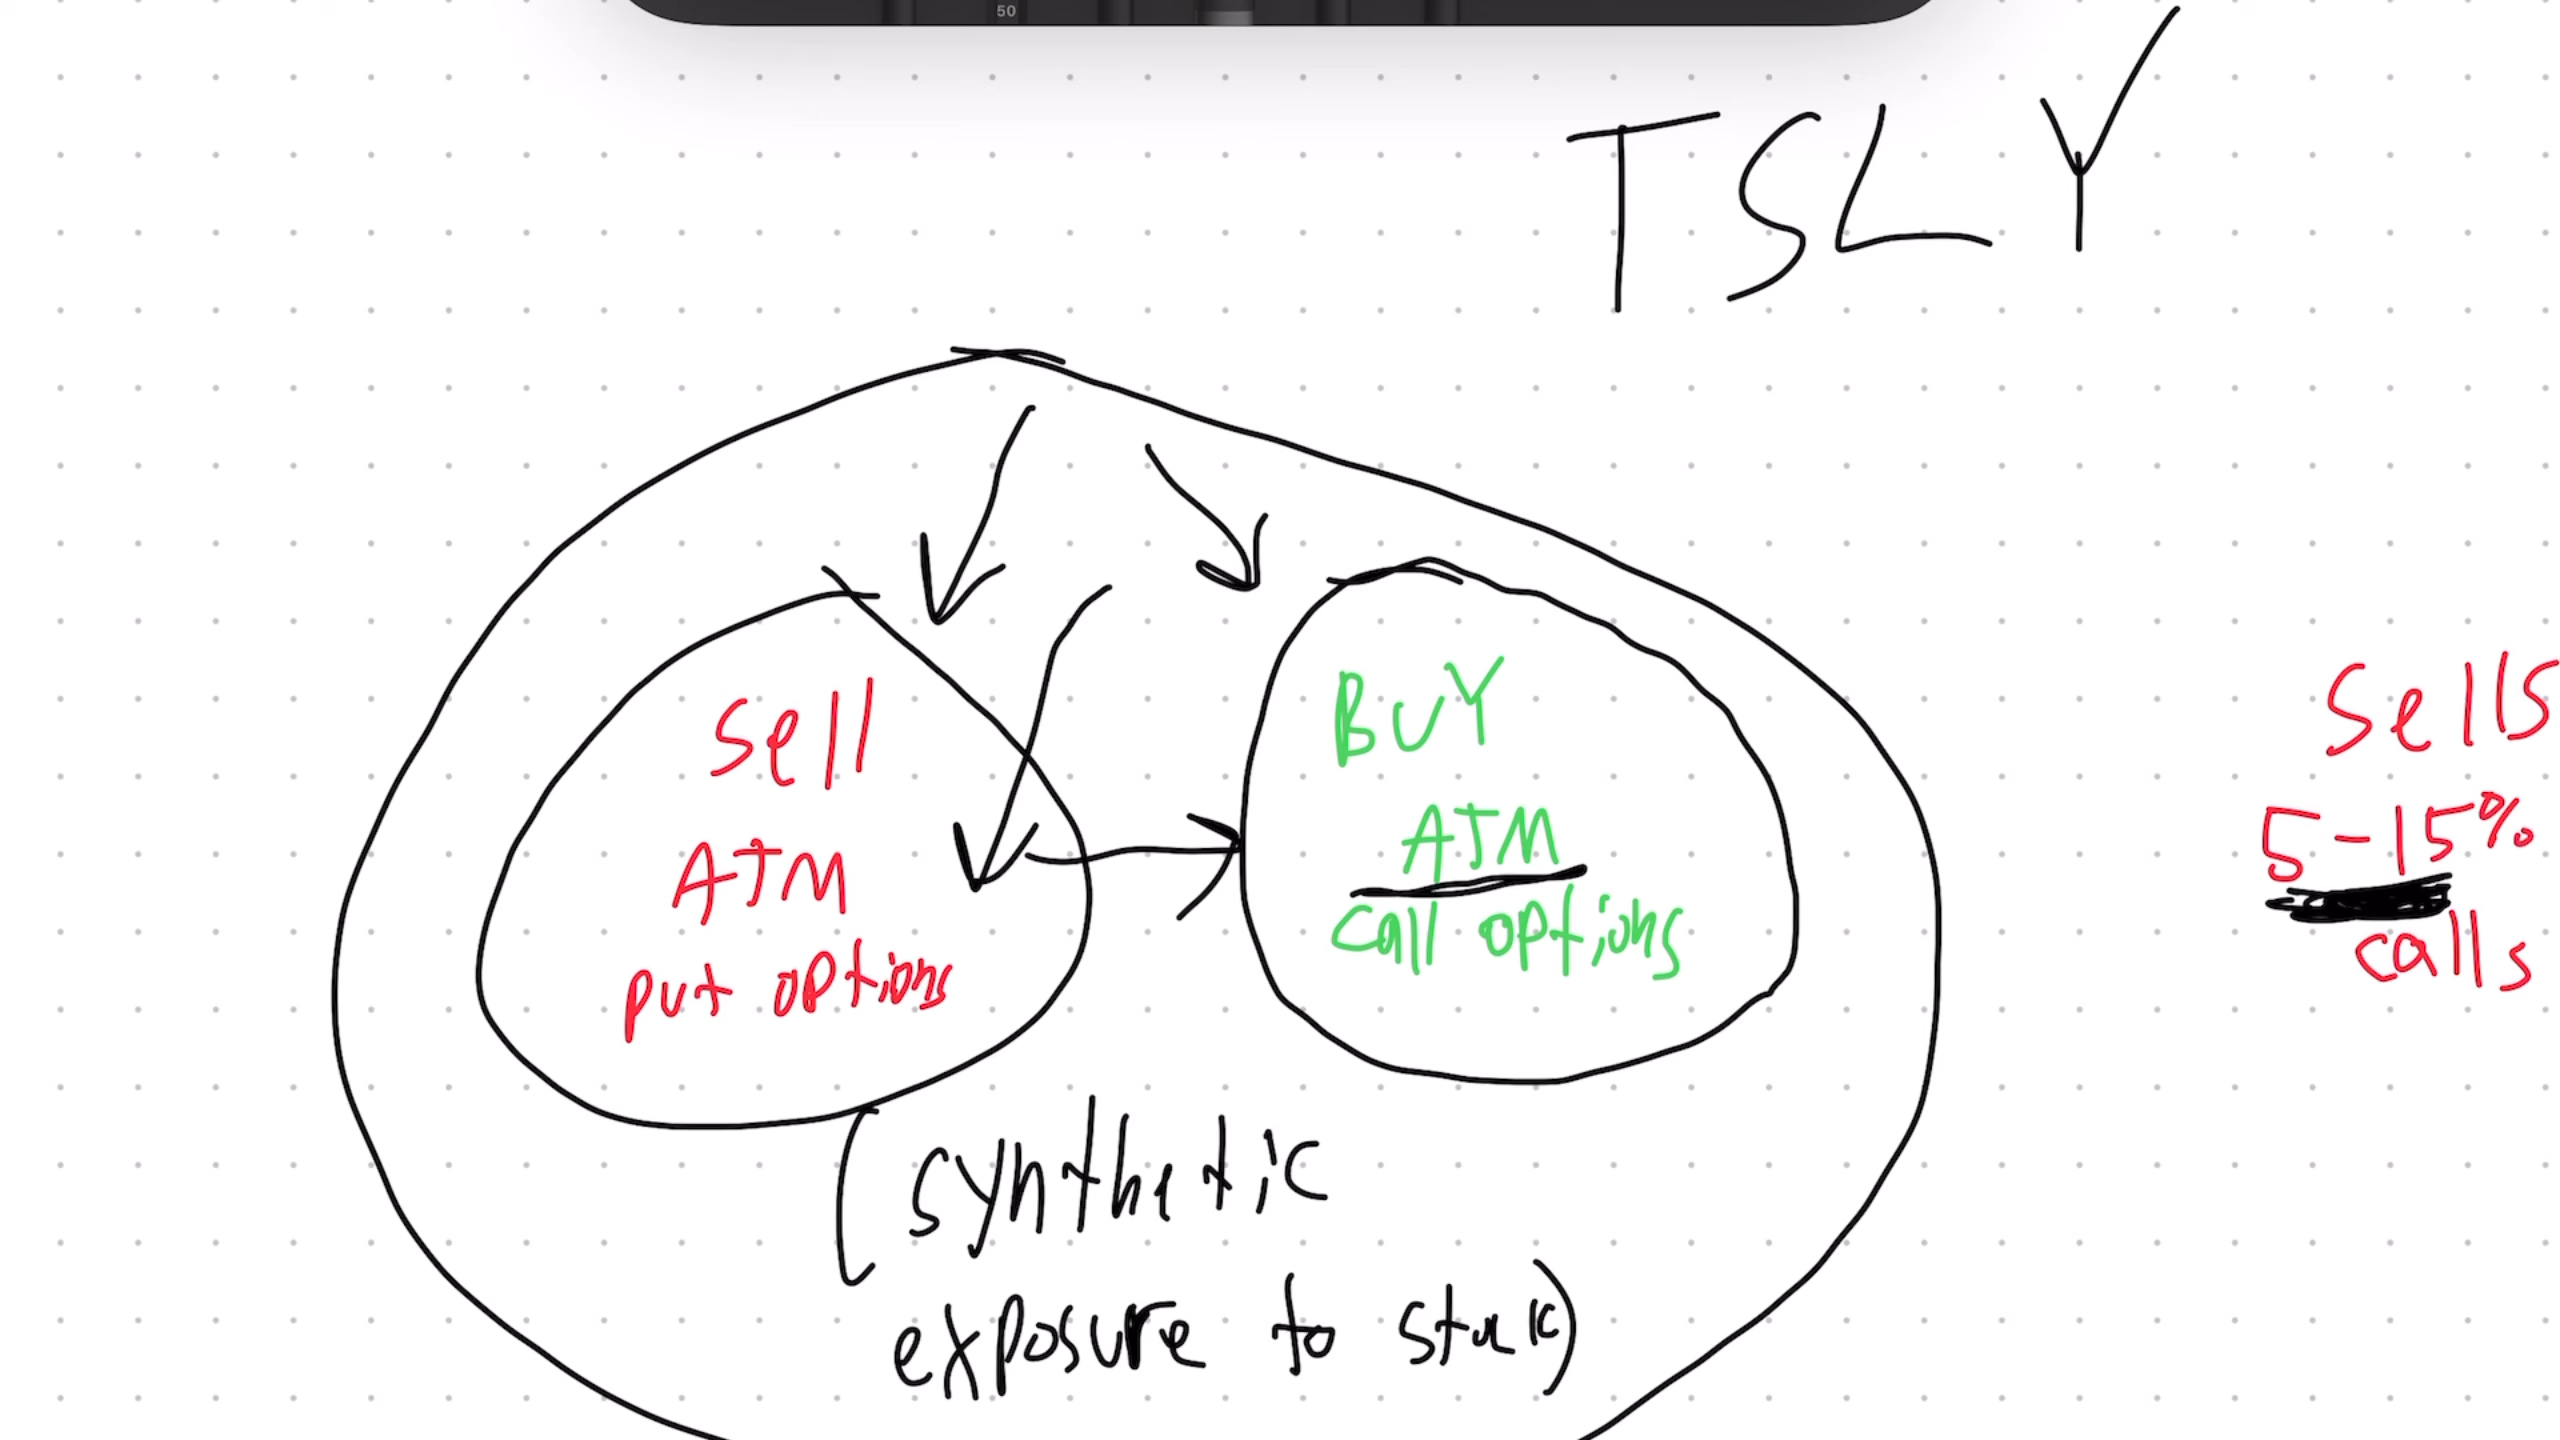 50
TSLY
Sell
ATM
put options
BUY
ATM
call options
Sells
5-15%
calls
(synthetic
exposure to stock)